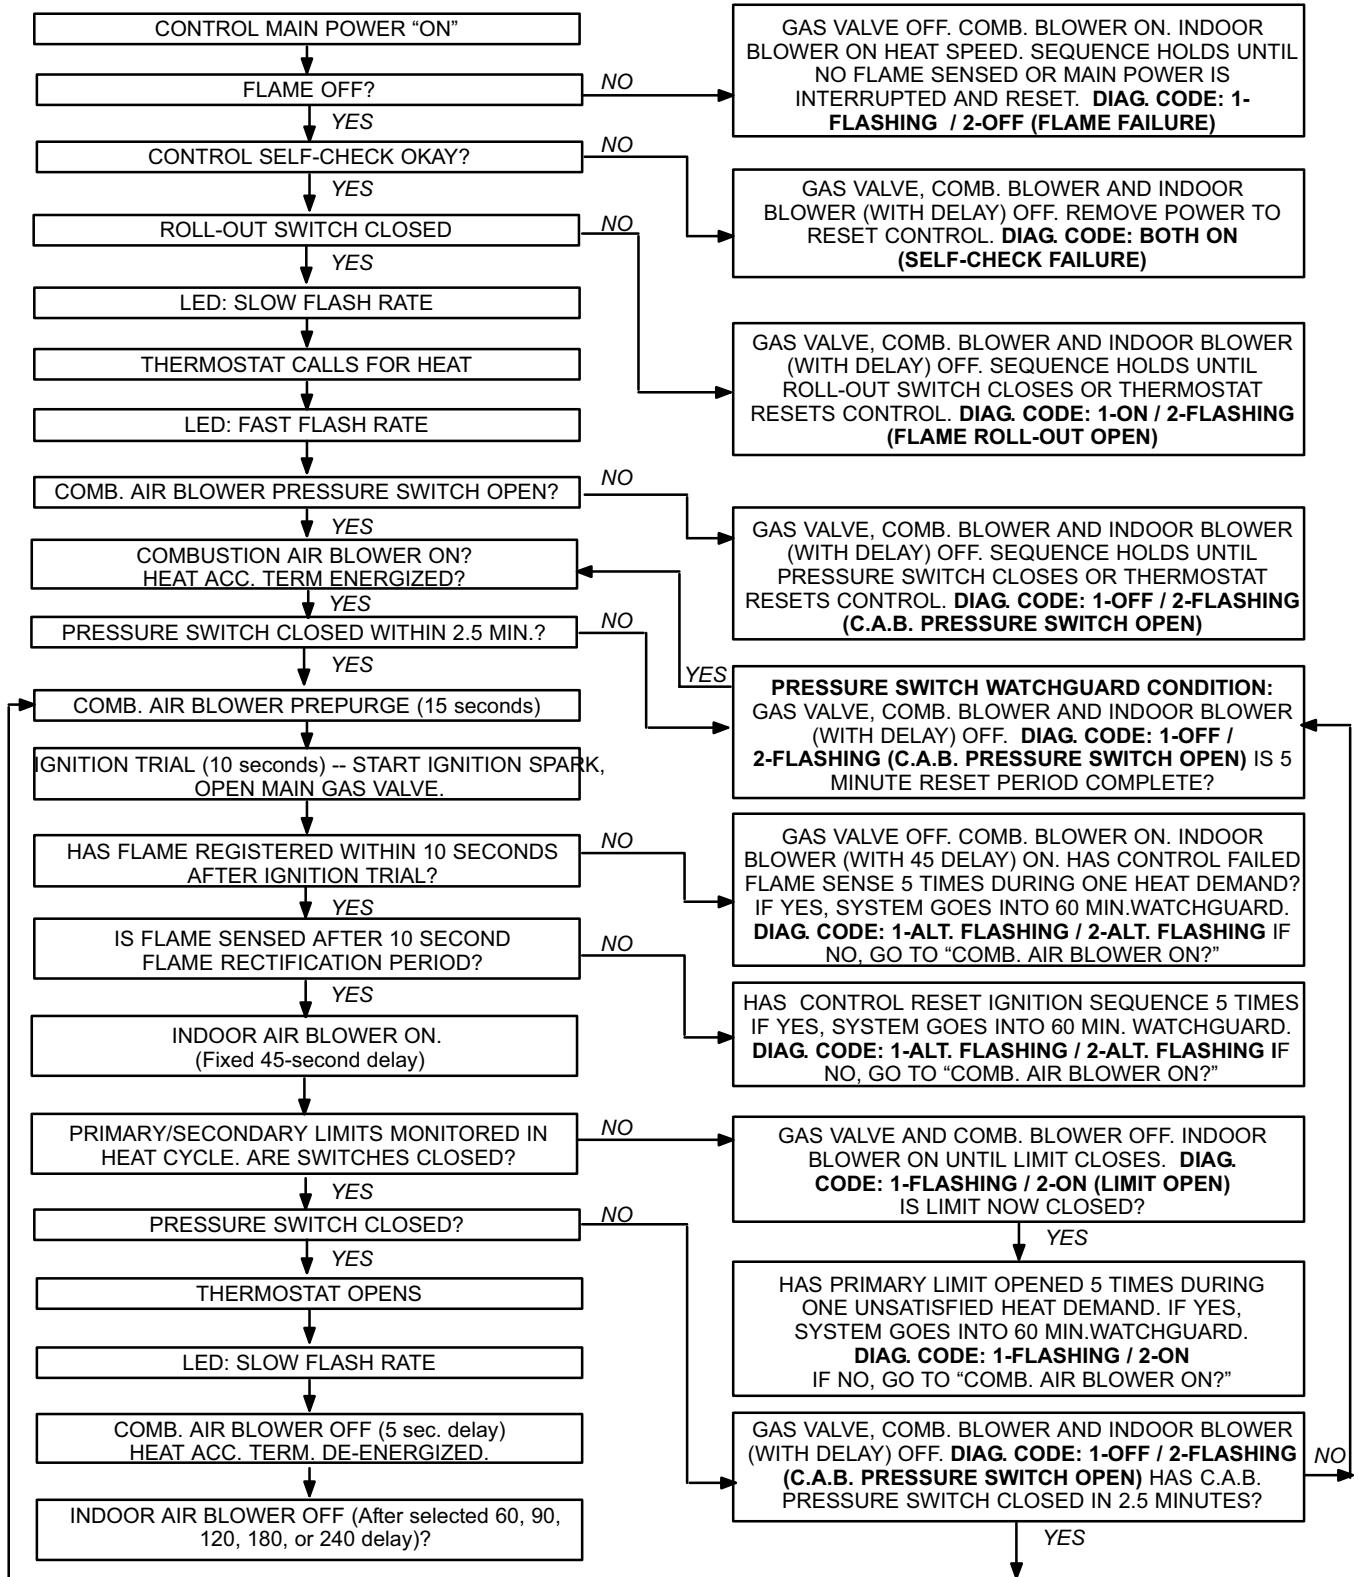 CONTROL MAIN POWER “ON”
FLAME OFF?
NO
GAS VALVE OFF. COMB. BLOWER ON. INDOOR
BLOWER ON HEAT SPEED. SEQUENCE HOLDS UNTIL
NO FLAME SENSED OR MAIN POWER IS
INTERRUPTED AND RESET. DIAG. CODE: 1-
FLASHING / 2-OFF (FLAME FAILURE)
YES
CONTROL SELF-CHECK OKAY?
NO
GAS VALVE, COMB. BLOWER AND INDOOR
BLOWER (WITH DELAY) OFF. REMOVE POWER TO
RESET CONTROL. DIAG. CODE: BOTH ON
(SELF-CHECK FAILURE)
YES
ROLL-OUT SWITCH CLOSED
NO
GAS VALVE, COMB. BLOWER AND INDOOR BLOWER
(WITH DELAY) OFF. SEQUENCE HOLDS UNTIL
ROLL-OUT SWITCH CLOSES OR THERMOSTAT
RESETS CONTROL. DIAG. CODE: 1-ON / 2-FLASHING
(FLAME ROLL-OUT OPEN)
YES
LED: SLOW FLASH RATE
THERMOSTAT CALLS FOR HEAT
LED: FAST FLASH RATE
COMB. AIR BLOWER PRESSURE SWITCH OPEN?
NO
GAS VALVE, COMB. BLOWER AND INDOOR BLOWER
(WITH DELAY) OFF. SEQUENCE HOLDS UNTIL
PRESSURE SWITCH CLOSES OR THERMOSTAT
RESETS CONTROL. DIAG. CODE: 1-OFF / 2-FLASHING
(C.A.B. PRESSURE SWITCH OPEN)
YES
COMBUSTION AIR BLOWER ON?
HEAT ACC. TERM ENERGIZED?
YES
PRESSURE SWITCH CLOSED WITHIN 2.5 MIN.?
NO
YES
PRESSURE SWITCH WATCHGUARD CONDITION:
GAS VALVE, COMB. BLOWER AND INDOOR BLOWER
(WITH DELAY) OFF. DIAG. CODE: 1-OFF /
2-FLASHING (C.A.B. PRESSURE SWITCH OPEN) IS 5
MINUTE RESET PERIOD COMPLETE?
YES
COMB. AIR BLOWER PREPURGE (15 seconds)
IGNITION TRIAL (10 seconds) -- START IGNITION SPARK,
OPEN MAIN GAS VALVE.
HAS FLAME REGISTERED WITHIN 10 SECONDS
AFTER IGNITION TRIAL?
NO
GAS VALVE OFF. COMB. BLOWER ON. INDOOR
BLOWER (WITH 45 DELAY) ON. HAS CONTROL FAILED
FLAME SENSE 5 TIMES DURING ONE HEAT DEMAND?
IF YES, SYSTEM GOES INTO 60 MIN.WATCHGUARD.
DIAG. CODE: 1-ALT. FLASHING / 2-ALT. FLASHING IF
NO, GO TO “COMB. AIR BLOWER ON?”
YES
IS FLAME SENSED AFTER 10 SECOND
FLAME RECTIFICATION PERIOD?
NO
HAS CONTROL RESET IGNITION SEQUENCE 5 TIMES
IF YES, SYSTEM GOES INTO 60 MIN. WATCHGUARD.
DIAG. CODE: 1-ALT. FLASHING / 2-ALT. FLASHING IF
NO, GO TO “COMB. AIR BLOWER ON?”
YES
INDOOR AIR BLOWER ON.
(Fixed 45-second delay)
PRIMARY/SECONDARY LIMITS MONITORED IN
HEAT CYCLE. ARE SWITCHES CLOSED?
NO
GAS VALVE AND COMB. BLOWER OFF. INDOOR
BLOWER ON UNTIL LIMIT CLOSES. DIAG.
CODE: 1-FLASHING / 2-ON (LIMIT OPEN)
IS LIMIT NOW CLOSED?
YES
YES
HAS PRIMARY LIMIT OPENED 5 TIMES DURING
ONE UNSATISFIED HEAT DEMAND. IF YES,
SYSTEM GOES INTO 60 MIN.WATCHGUARD.
DIAG. CODE: 1-FLASHING / 2-ON
IF NO, GO TO “COMB. AIR BLOWER ON?”
PRESSURE SWITCH CLOSED?
NO
YES
THERMOSTAT OPENS
LED: SLOW FLASH RATE
COMB. AIR BLOWER OFF (5 sec. delay)
HEAT ACC. TERM. DE-ENERGIZED.
GAS VALVE, COMB. BLOWER AND INDOOR BLOWER
(WITH DELAY) OFF. DIAG. CODE: 1-OFF / 2-FLASHING
(C.A.B. PRESSURE SWITCH OPEN) HAS C.A.B.
PRESSURE SWITCH CLOSED IN 2.5 MINUTES?
NO
YES
INDOOR AIR BLOWER OFF (After selected 60, 90,
120, 180, or 240 delay)?